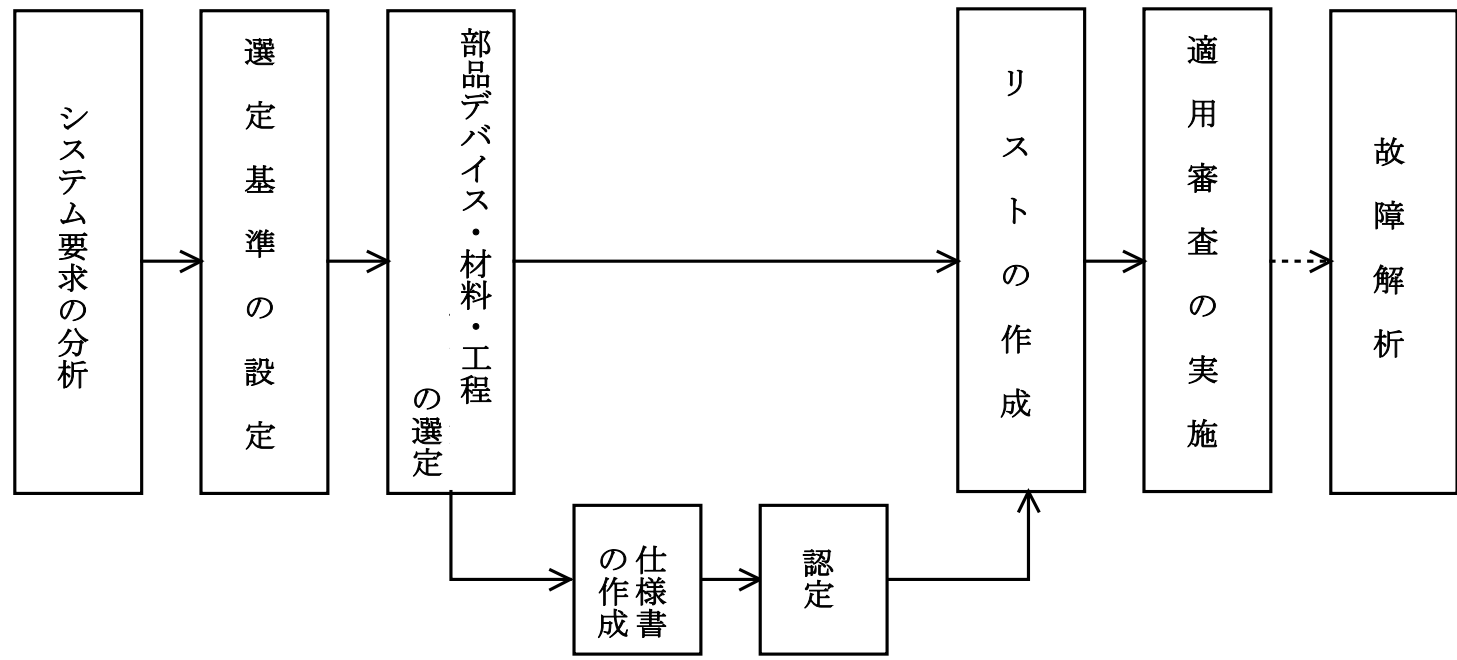 システム要求の分析
選定基準の設定
部品デバイス・材料・工程
の選定
仕様書
の作成
認定
リストの作成
適用審査の実施
故障解析